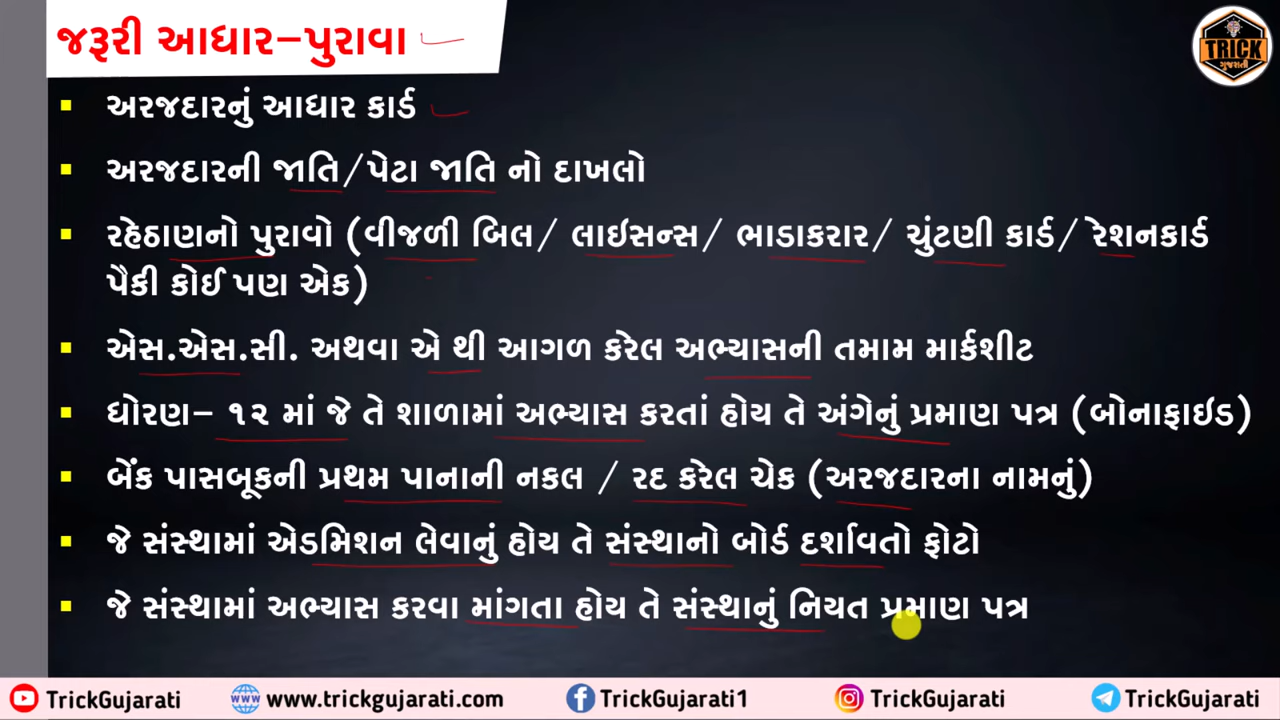 જરૂરી આધાર-પુરાવા
TRICK
ગુજરાતી
▪ અરજદારનું આધાર કાર્ડ
▪ અરજદારની જાતિ/પેટા જાતિ નો દાખલો
▪ રહેઠાણનો પુરાવો (વીજળી બિલ/ લાઇસન્સ/ ભાડાકરાર/ ચુંટણી કાર્ડ/ રેશનકાર્ડ
પૈકી કોઈ પણ એક)
▪ એસ.એસ.સી. અથવા એ થી આગળ કરેલ અભ્યાસની તમામ માર્કશીટ
▪ ધોરણ- ૧૨ માં જે તે શાળામાં અભ્યાસ કરતાં હોય તે અંગેનું પ્રમાણ પત્ર (બોનાફાઇડ)
▪ બેંક પાસબૂકની પ્રથમ પાનાની નકલ / રદ કરેલ ચેક (અરજદારના નામનું)
▪ જે સંસ્થામાં એડમિશન લેવાનું હોય તે સંસ્થાનો બોર્ડ દર્શાવતો ફોટો
▪ જે સંસ્થામાં અભ્યાસ કરવા માંગતા હોય તે સંસ્થાનું નિયત પ્રમાણ પત્ર
TrickGujarati www.trickgujarati.com TrickGujarati1 TrickGujarati TrickGujarati